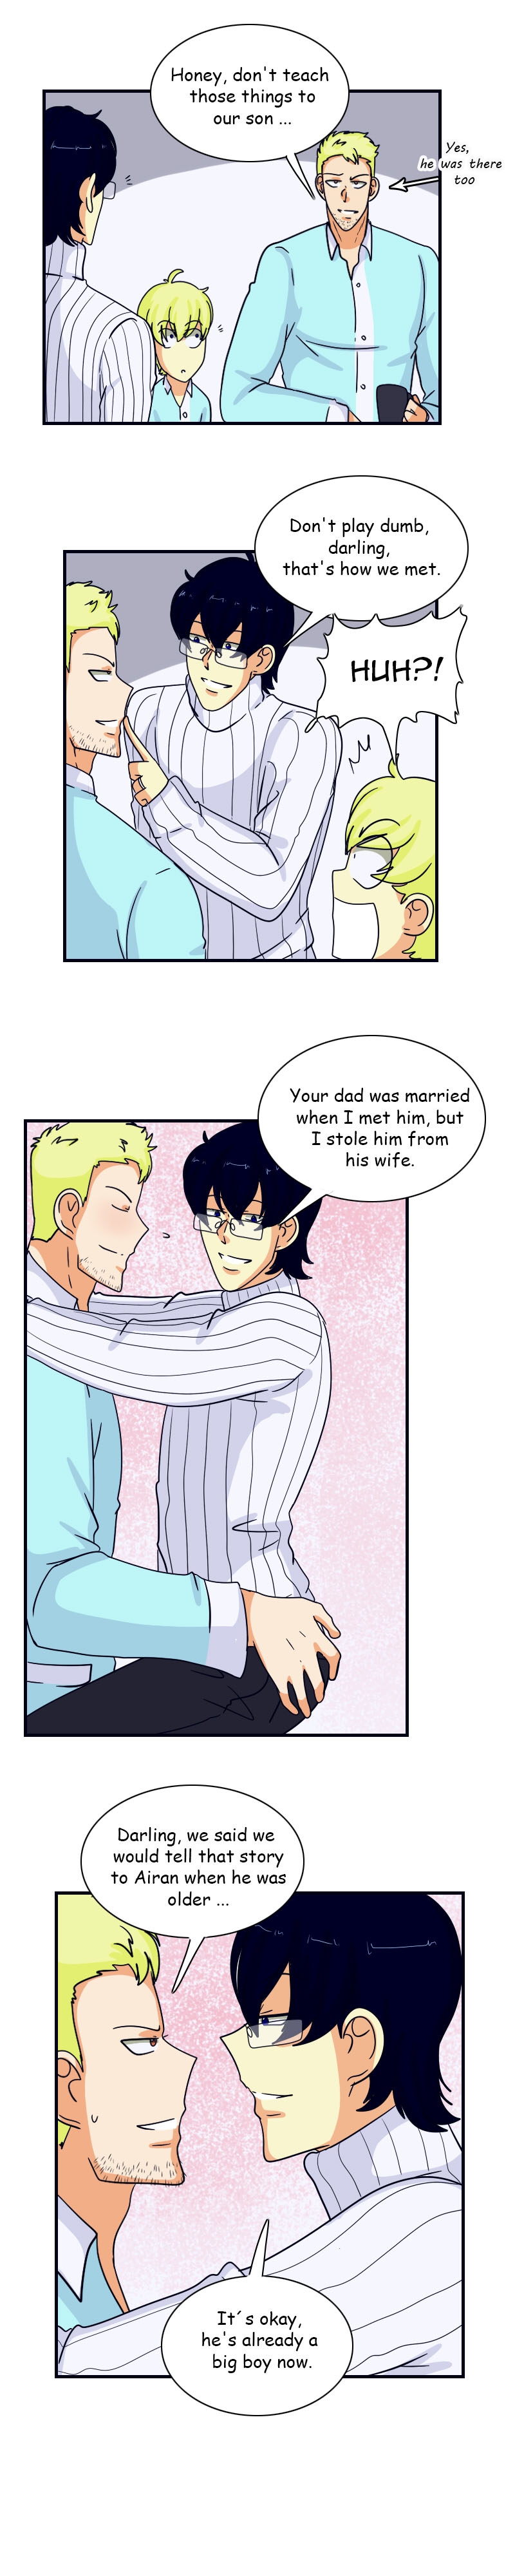 Honey, don't teach
those things to
our son ...
Yes,
he was there
too
Don't play dumb,
darling,
that's how we met.
HUH?!
Your dad was married
when I met him, but
I stole him from
his wife.
Darling, we said we
would tell that story
to Airan when he was
older ...
It´s okay,
he's already a
big boy now.